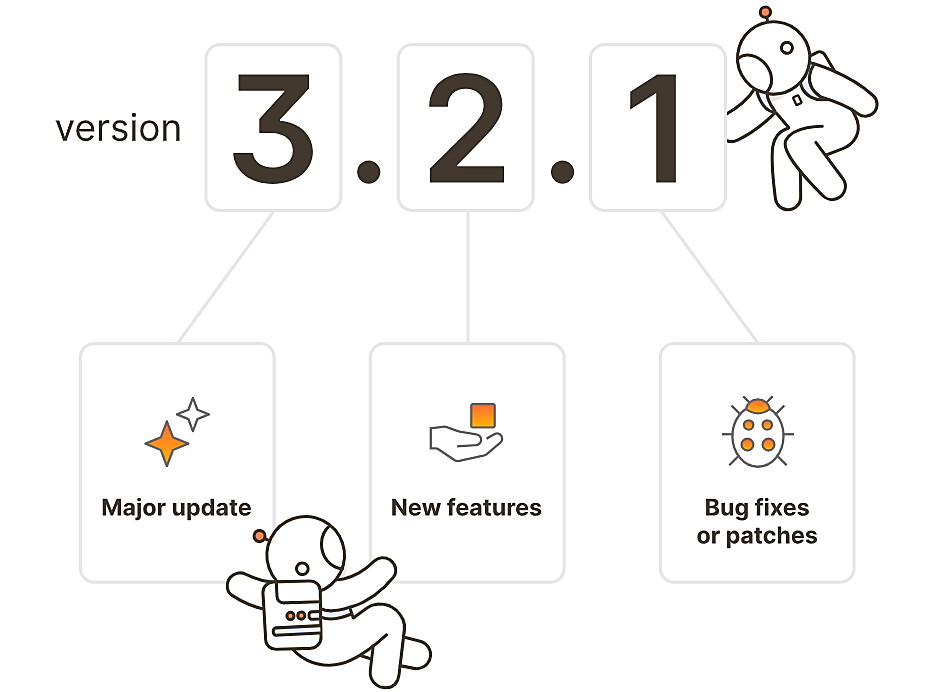 version 3.2.1
Major update
New features
Bug fixes
or patches